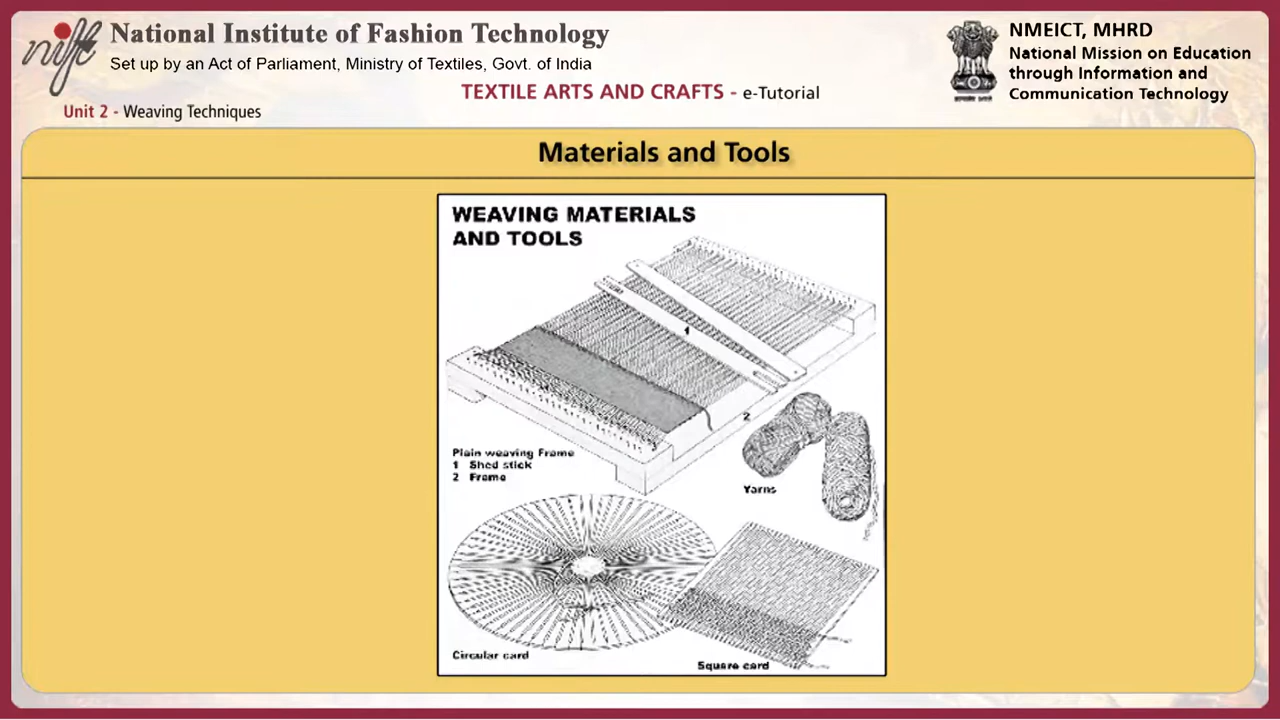 nift
National Institute of Fashion Technology
Set up by an Act of Parliament, Ministry of Textiles, Govt. of India
NMEICT, MHRD
National Mission on Education
through Information and
Communication Technology
TEXTILE ARTS AND CRAFTS - e-Tutorial
Unit 2 - Weaving Techniques
Materials and Tools
WEAVING MATERIALS
AND TOOLS
1
2
Plain weaving Frame
1 Shed stick
2 Frame
Yarns
Circular card
Square card